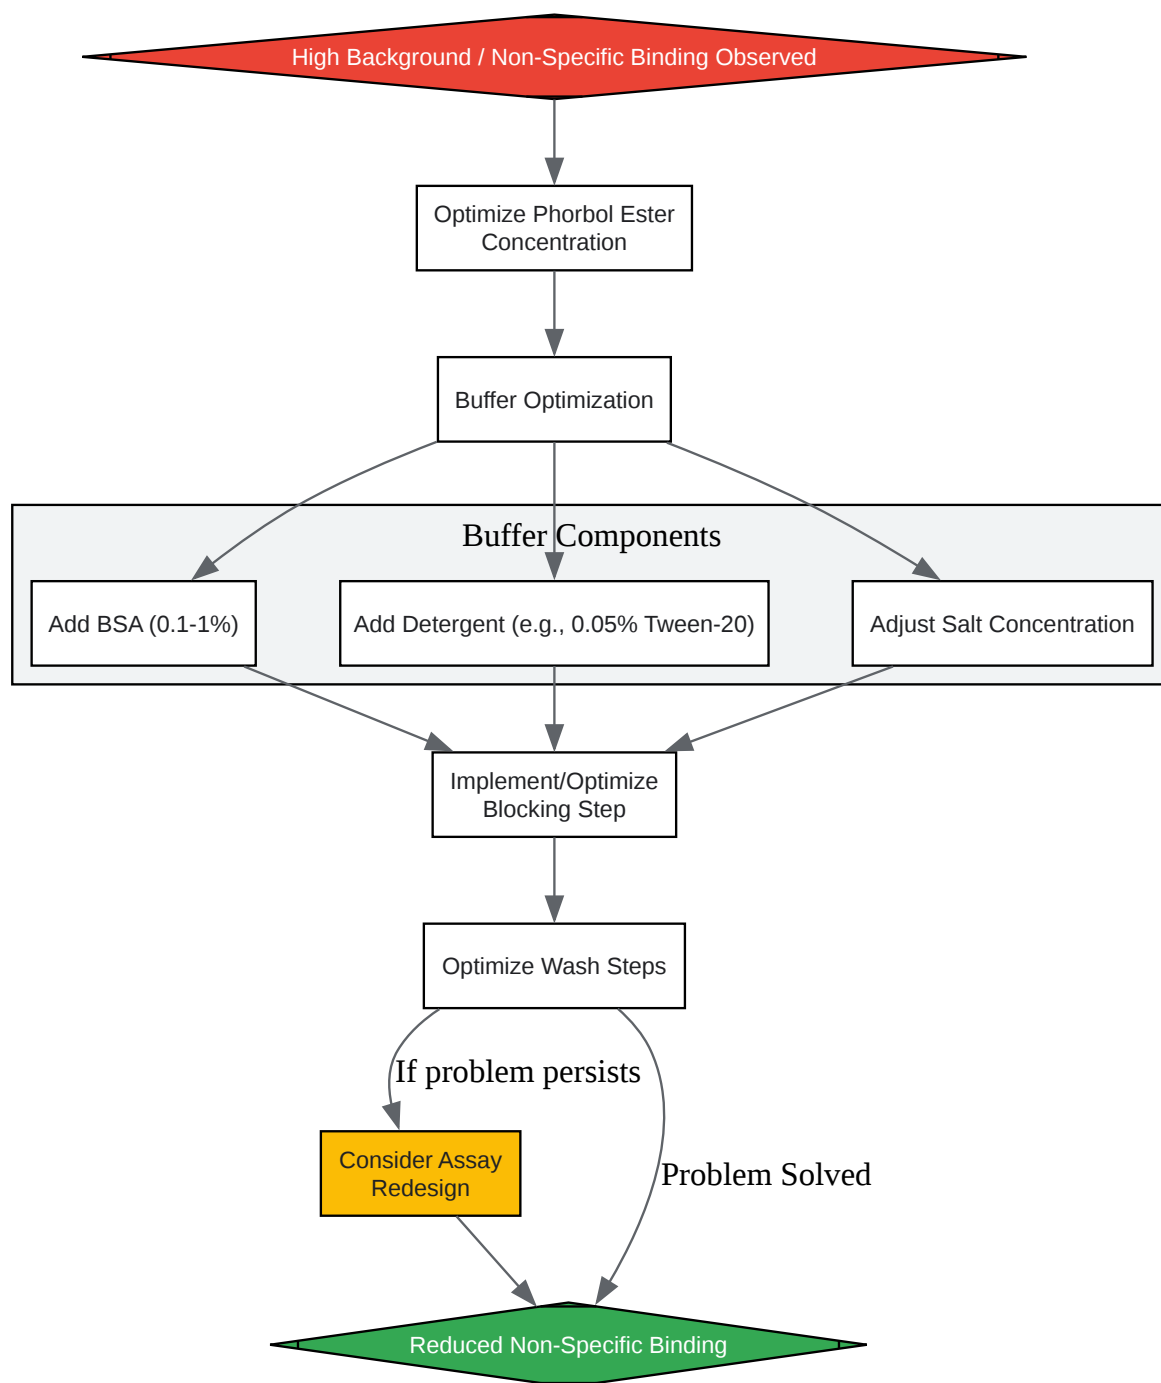 High Background / Non-Specific Binding Observed
Optimize Phorbol Ester
Concentration
Buffer Optimization
Buffer Components
Add BSA (0.1-1%)
Add Detergent (e.g., 0.05% Tween-20)
Adjust Salt Concentration
Implement/Optimize
Blocking Step
Optimize Wash Steps
If problem persists
Consider Assay
Redesign
Problem Solved
Reduced Non-Specific Binding